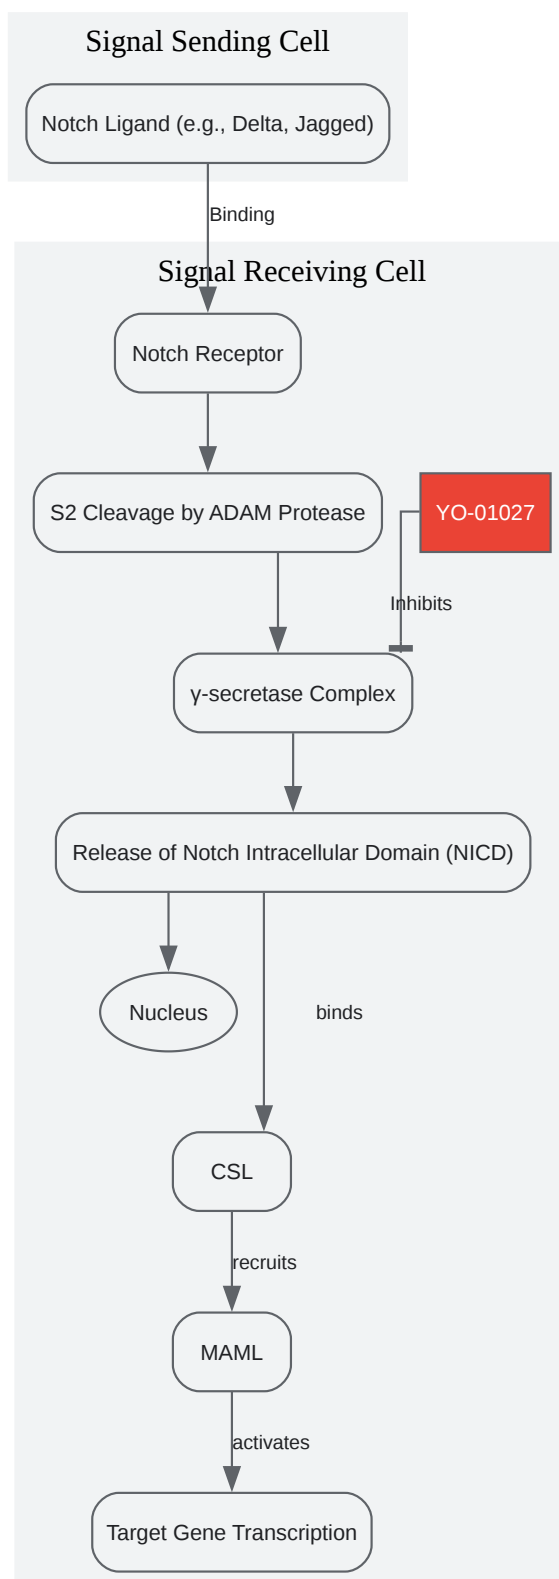 Signal Sending Cell
Notch Ligand (e.g., Delta, Jagged)
Binding
Signal Receiving Cell
Notch Receptor
S2 Cleavage by ADAM Protease
YO-01027
Inhibits
γ-secretase Complex
Release of Notch Intracellular Domain (NICD)
Nucleus
binds
CSL
recruits
MAML
activates
Target Gene Transcription